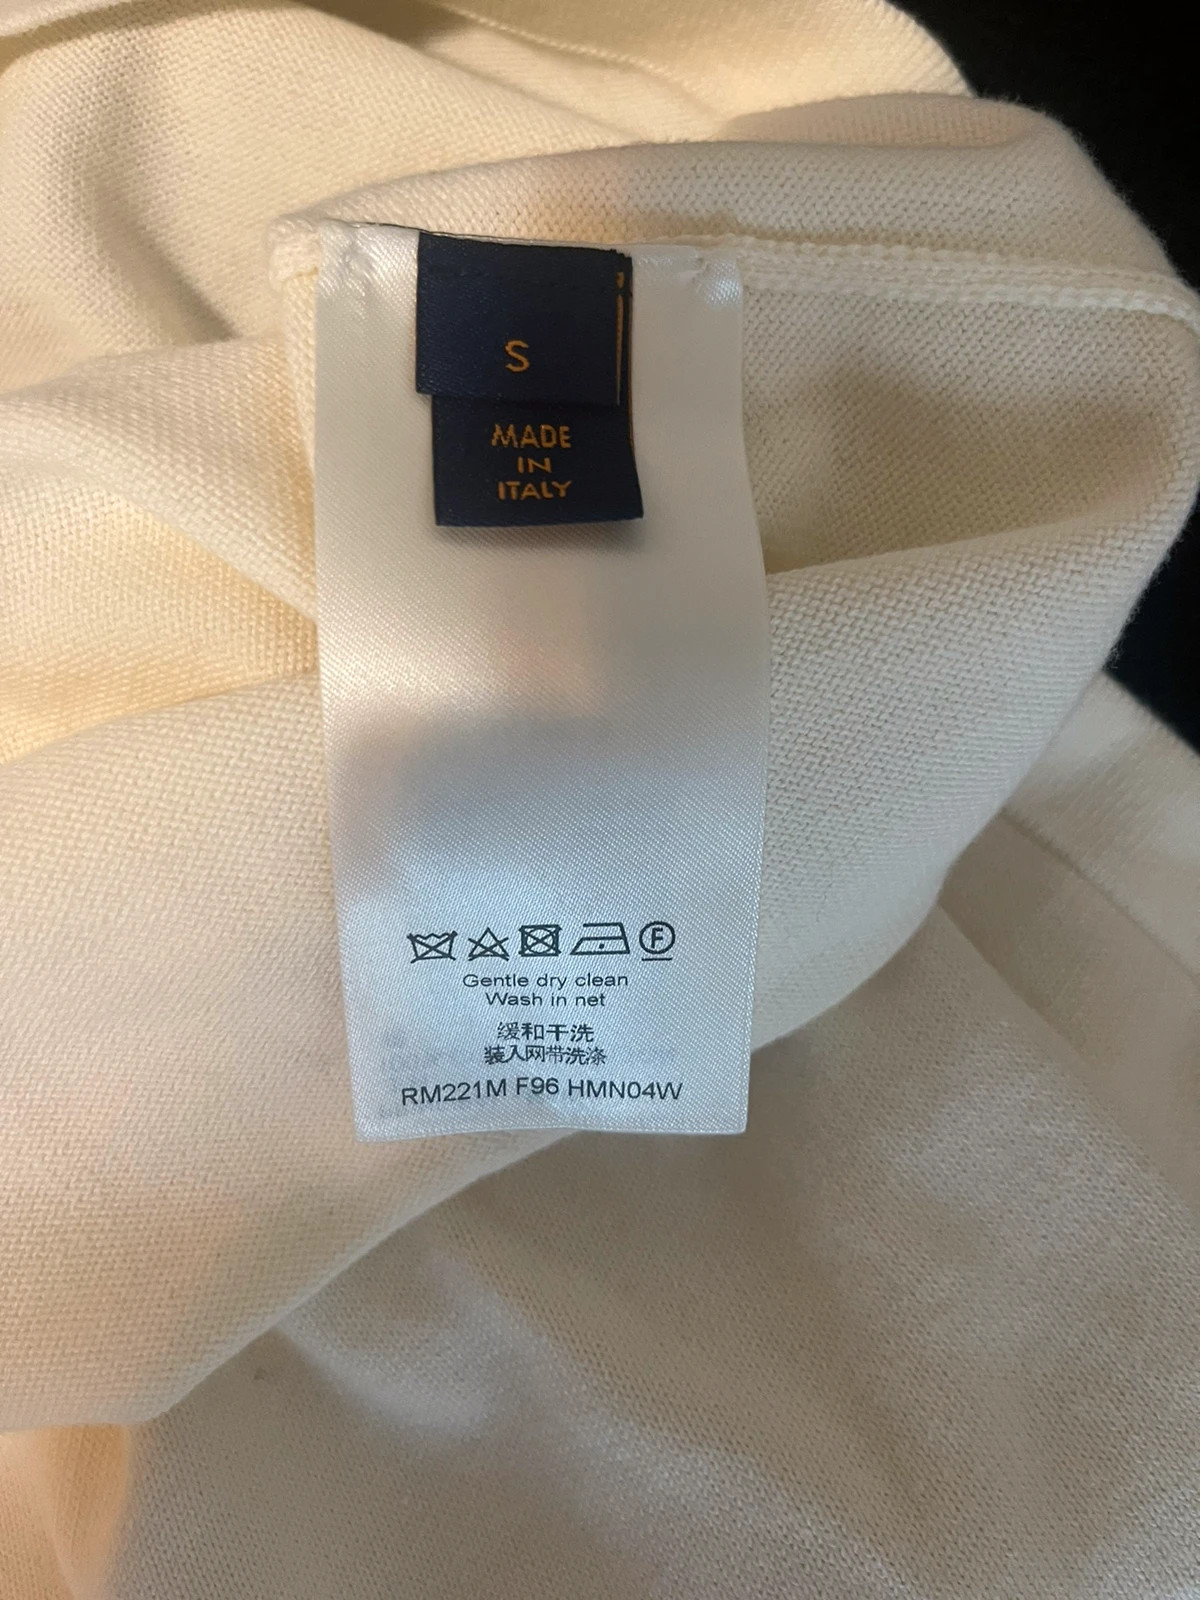 S
MADE
IN
ITALY
F
Gentle dry clean
Wash in net
缓和干洗
装入网带洗涤
RM221M F96 HMN04W